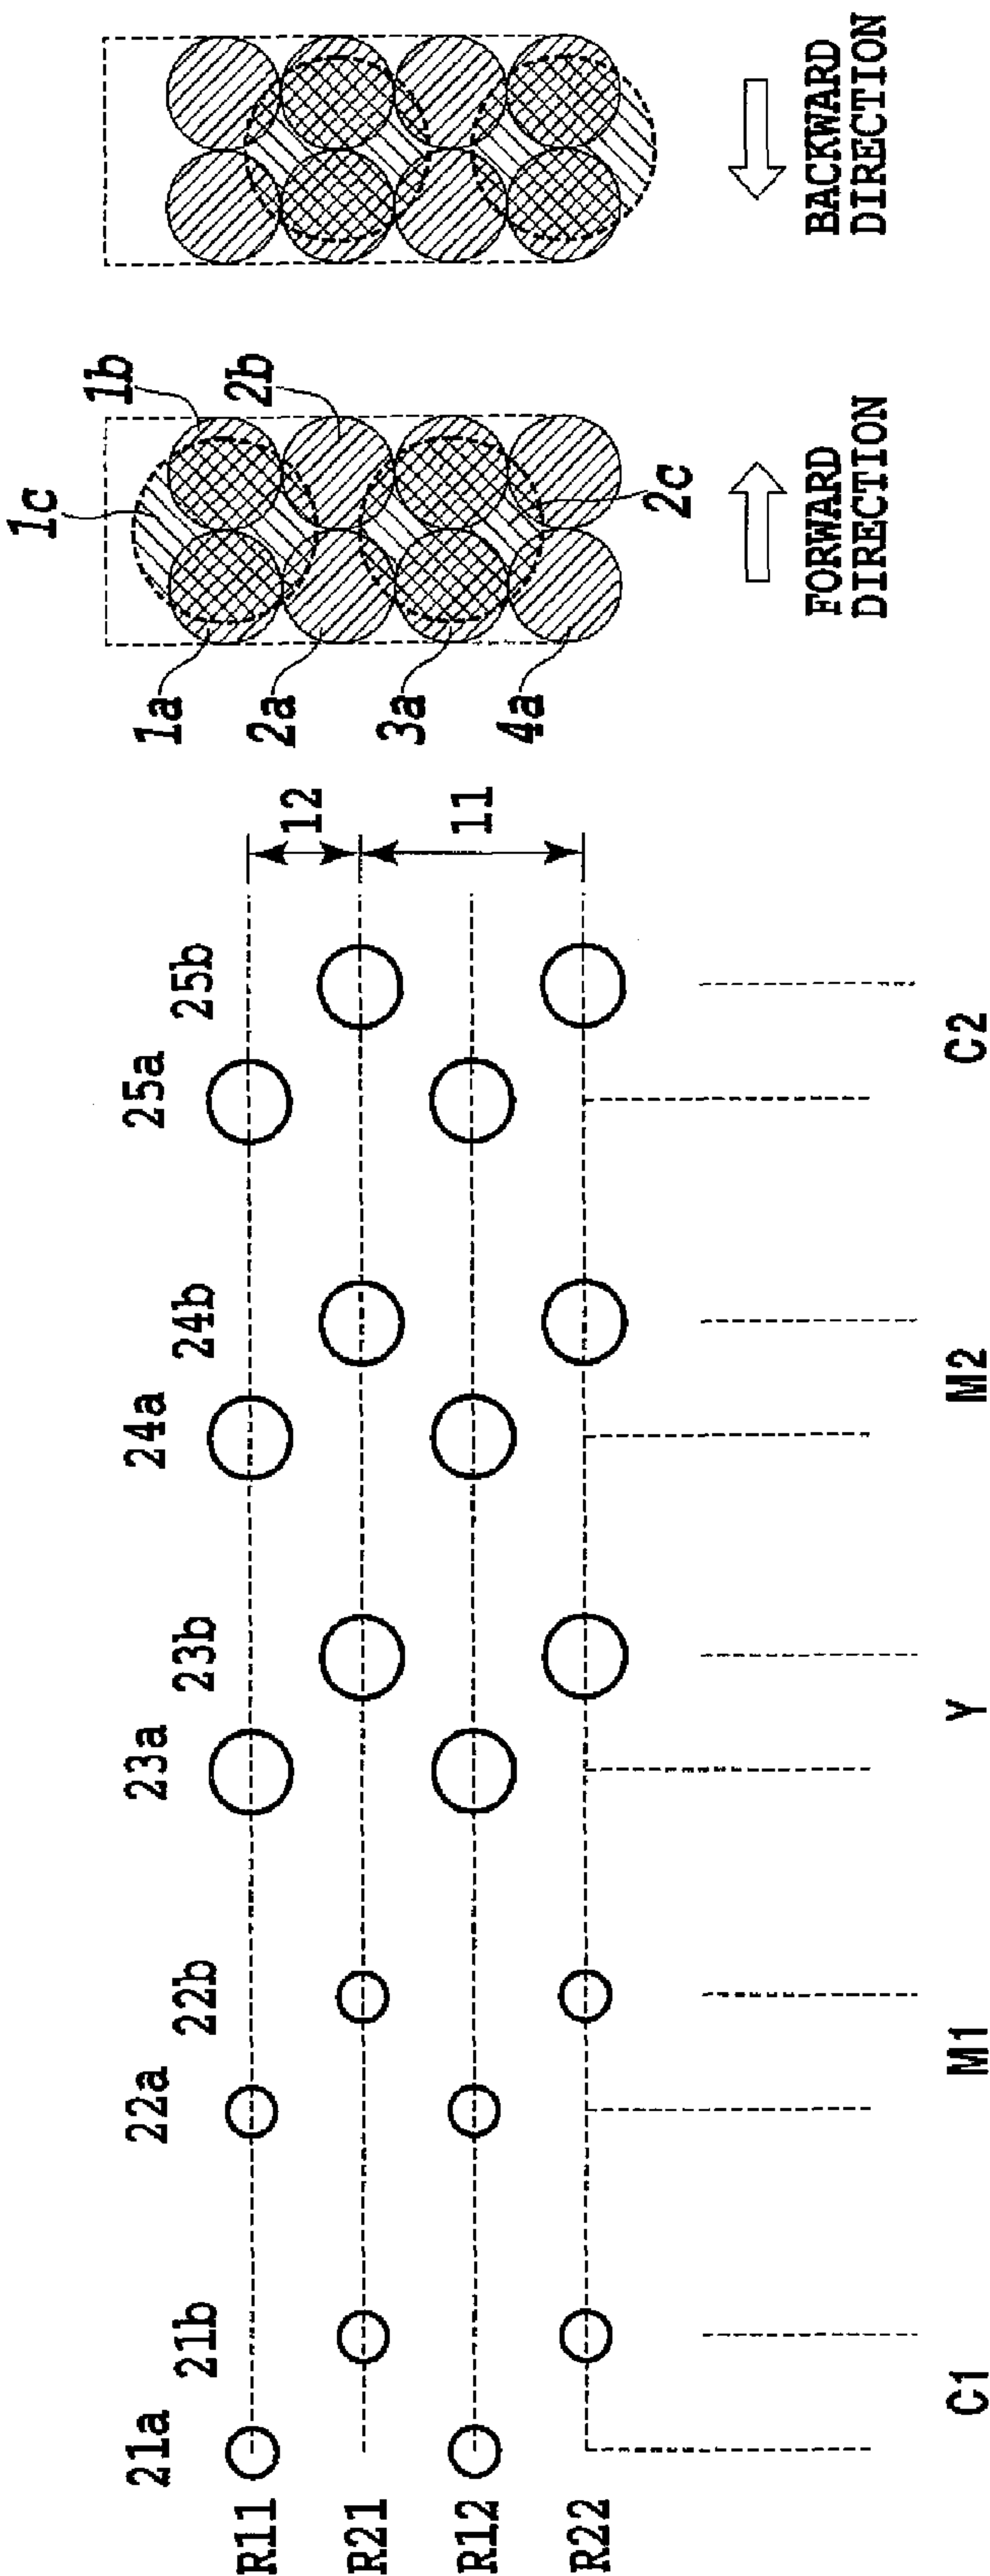 21a 21b 22a 22b 23a 23b 24a 24b 25a 25b
R11
R21
R12
R22
12
11
C1 M1 Y M2 C2
1c 1b
2b
1a
2a
3a
4a
2c
FORWARD
DIRECTION
BACKWARD
DIRECTION